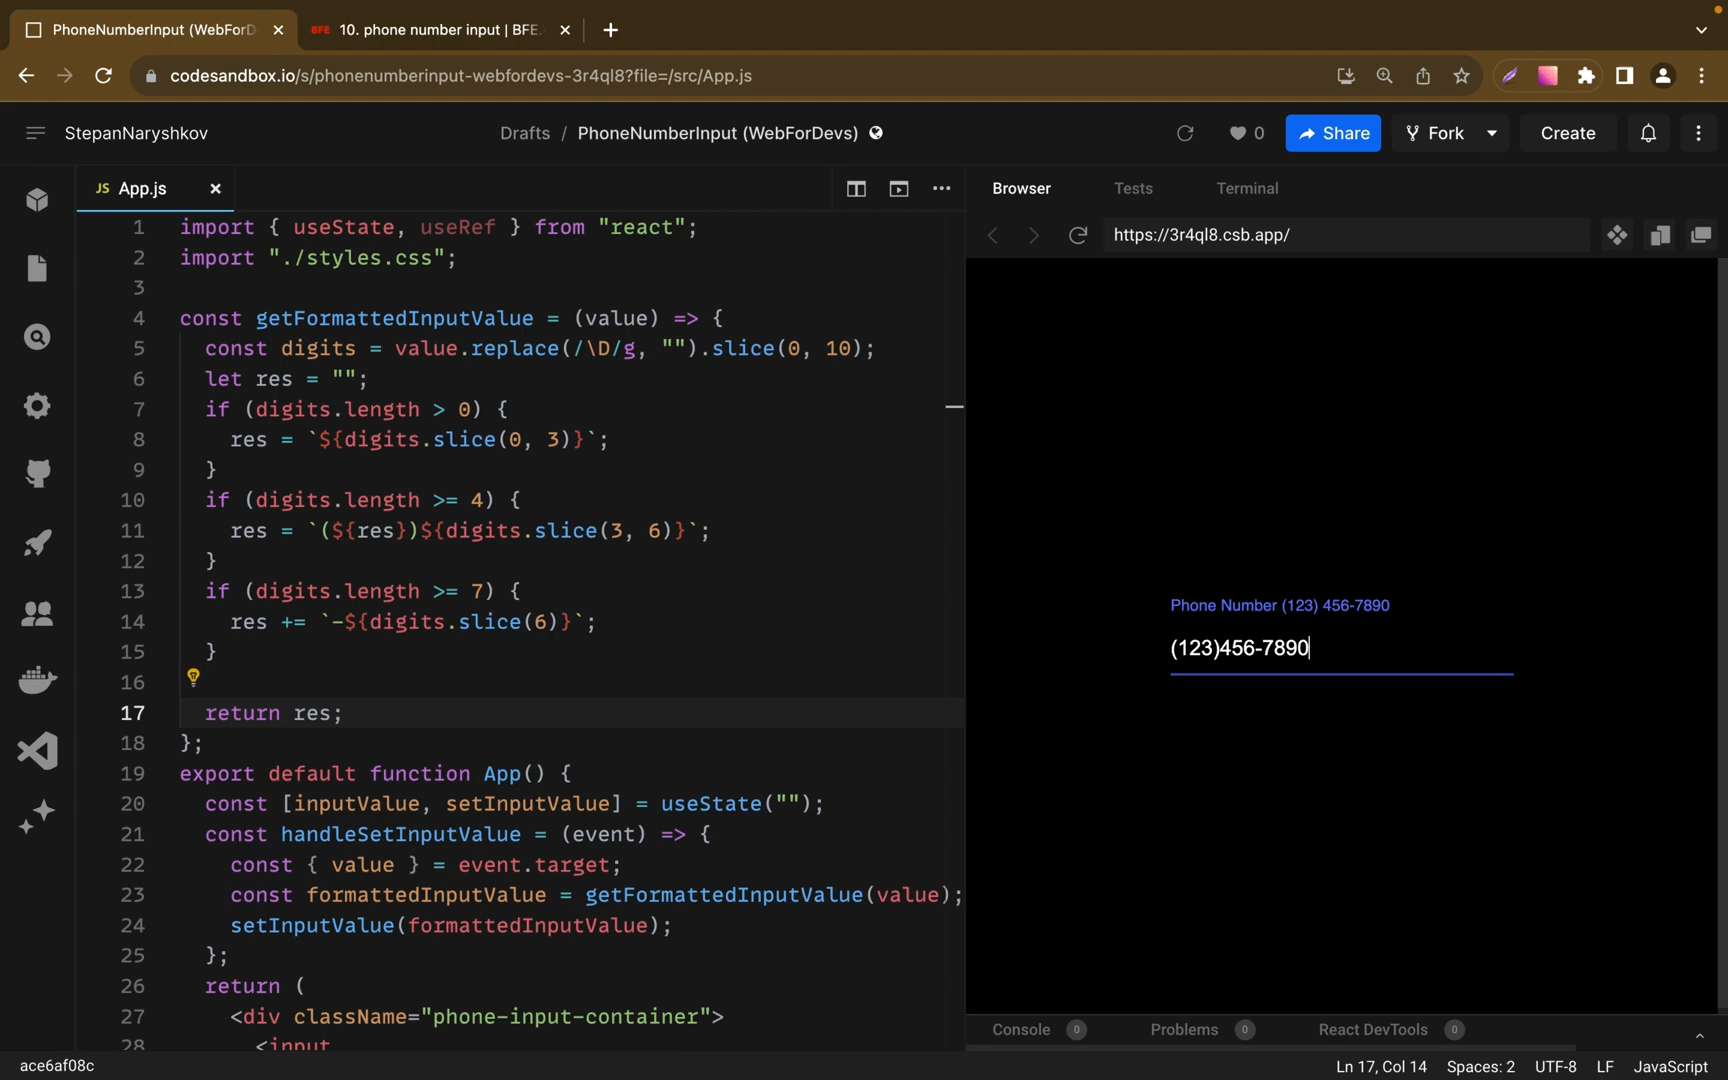 PhoneNumberInput (WebForD
BFE 10. phone number input | BFE.
codesandbox.io/s/phonenumberinput-webfordevs-3r4ql8?file=/src/App.js
StepanNaryshkov
Drafts / PhoneNumberInput (WebForDevs)
0
Share
Fork
Create
JS App.js
Browser
Tests
Terminal
https://3r4ql8.csb.app/
1 import { useState, useRef } from "react";
2 import "./styles.css";
3
4 const getFormattedInputValue = (value) => {
5 const digits = value.replace(/\D/g, "").slice(0, 10);
6 let res = "";
7 if (digits.length > 0) {
8 res = `${digits.slice(0, 3)}`;
9 }
10 if (digits.length >= 4) {
11 res = `(${res})${digits.slice(3, 6)}`;
12 }
13 if (digits.length >= 7) {
14 res += `-${digits.slice(6)}`;
15 }
16
17 return res;
18 };
19 export default function App() {
20 const [inputValue, setInputValue] = useState("");
21 const handleSetInputValue = (event) => {
22 const { value } = event.target;
23 const formattedInputValue = getFormattedInputValue(value);
24 setInputValue(formattedInputValue);
25 };
26 return (
27 <div className="phone-input-container">
28 <input
Phone Number (123) 456-7890
(123)456-7890
Console 0
Problems 0
React DevTools 0
ace6af08c
Ln 17, Col 14
Spaces: 2
UTF-8
LF
JavaScript